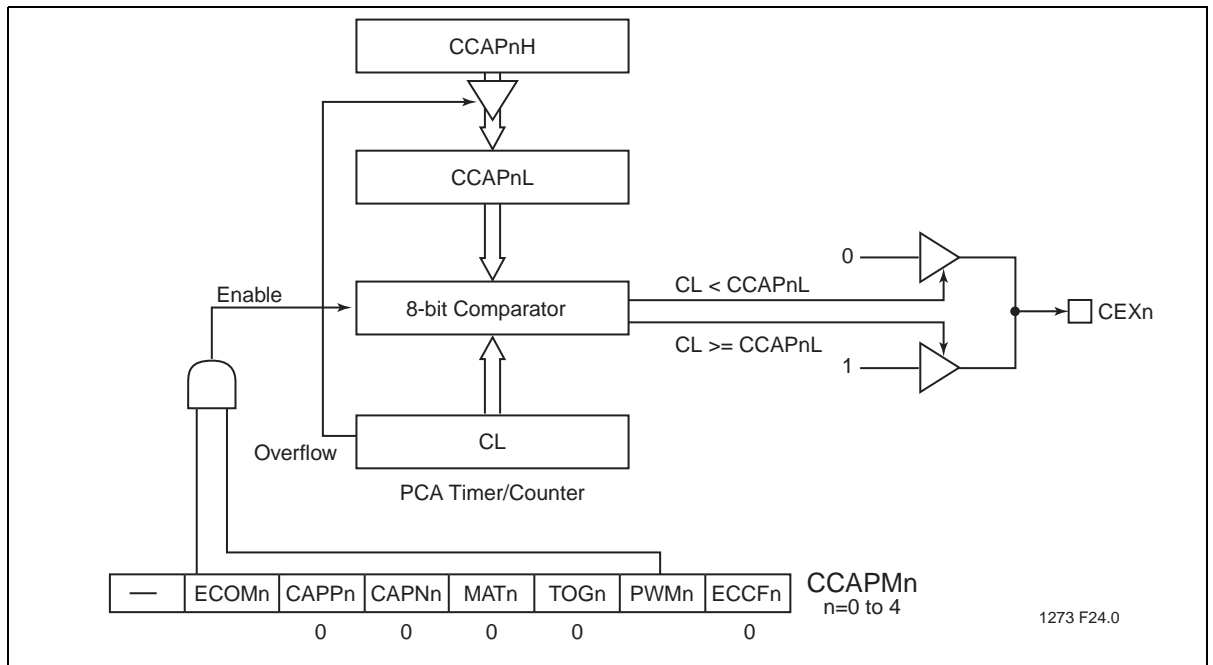 CCAPnH
CCAPnL
Enable
8-bit Comparator
CL < CCAPnL
CL >= CCAPnL
0
1
CEXn
Overflow
CL
PCA Timer/Counter
— ECOMn CAPPn CAPNn MATn TOGn PWMn ECCFn
CCAPMn
n=0 to 4
0 0 0 0 0
1273 F24.0